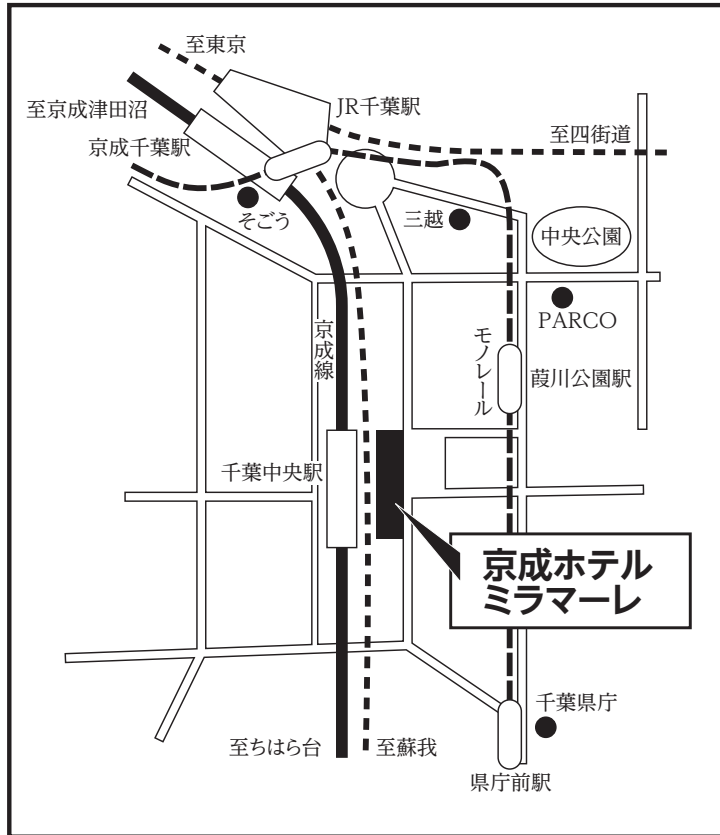 至東京
至京成津田沼
JR千葉駅
京成千葉駅
至四街道
そごう
三越
中央公園
PARCO
京成線
モノレール
葭川公園駅
千葉中央駅
京成ホテル
ミラマーレ
千葉県庁
至ちはら台
至蘇我
県庁前駅